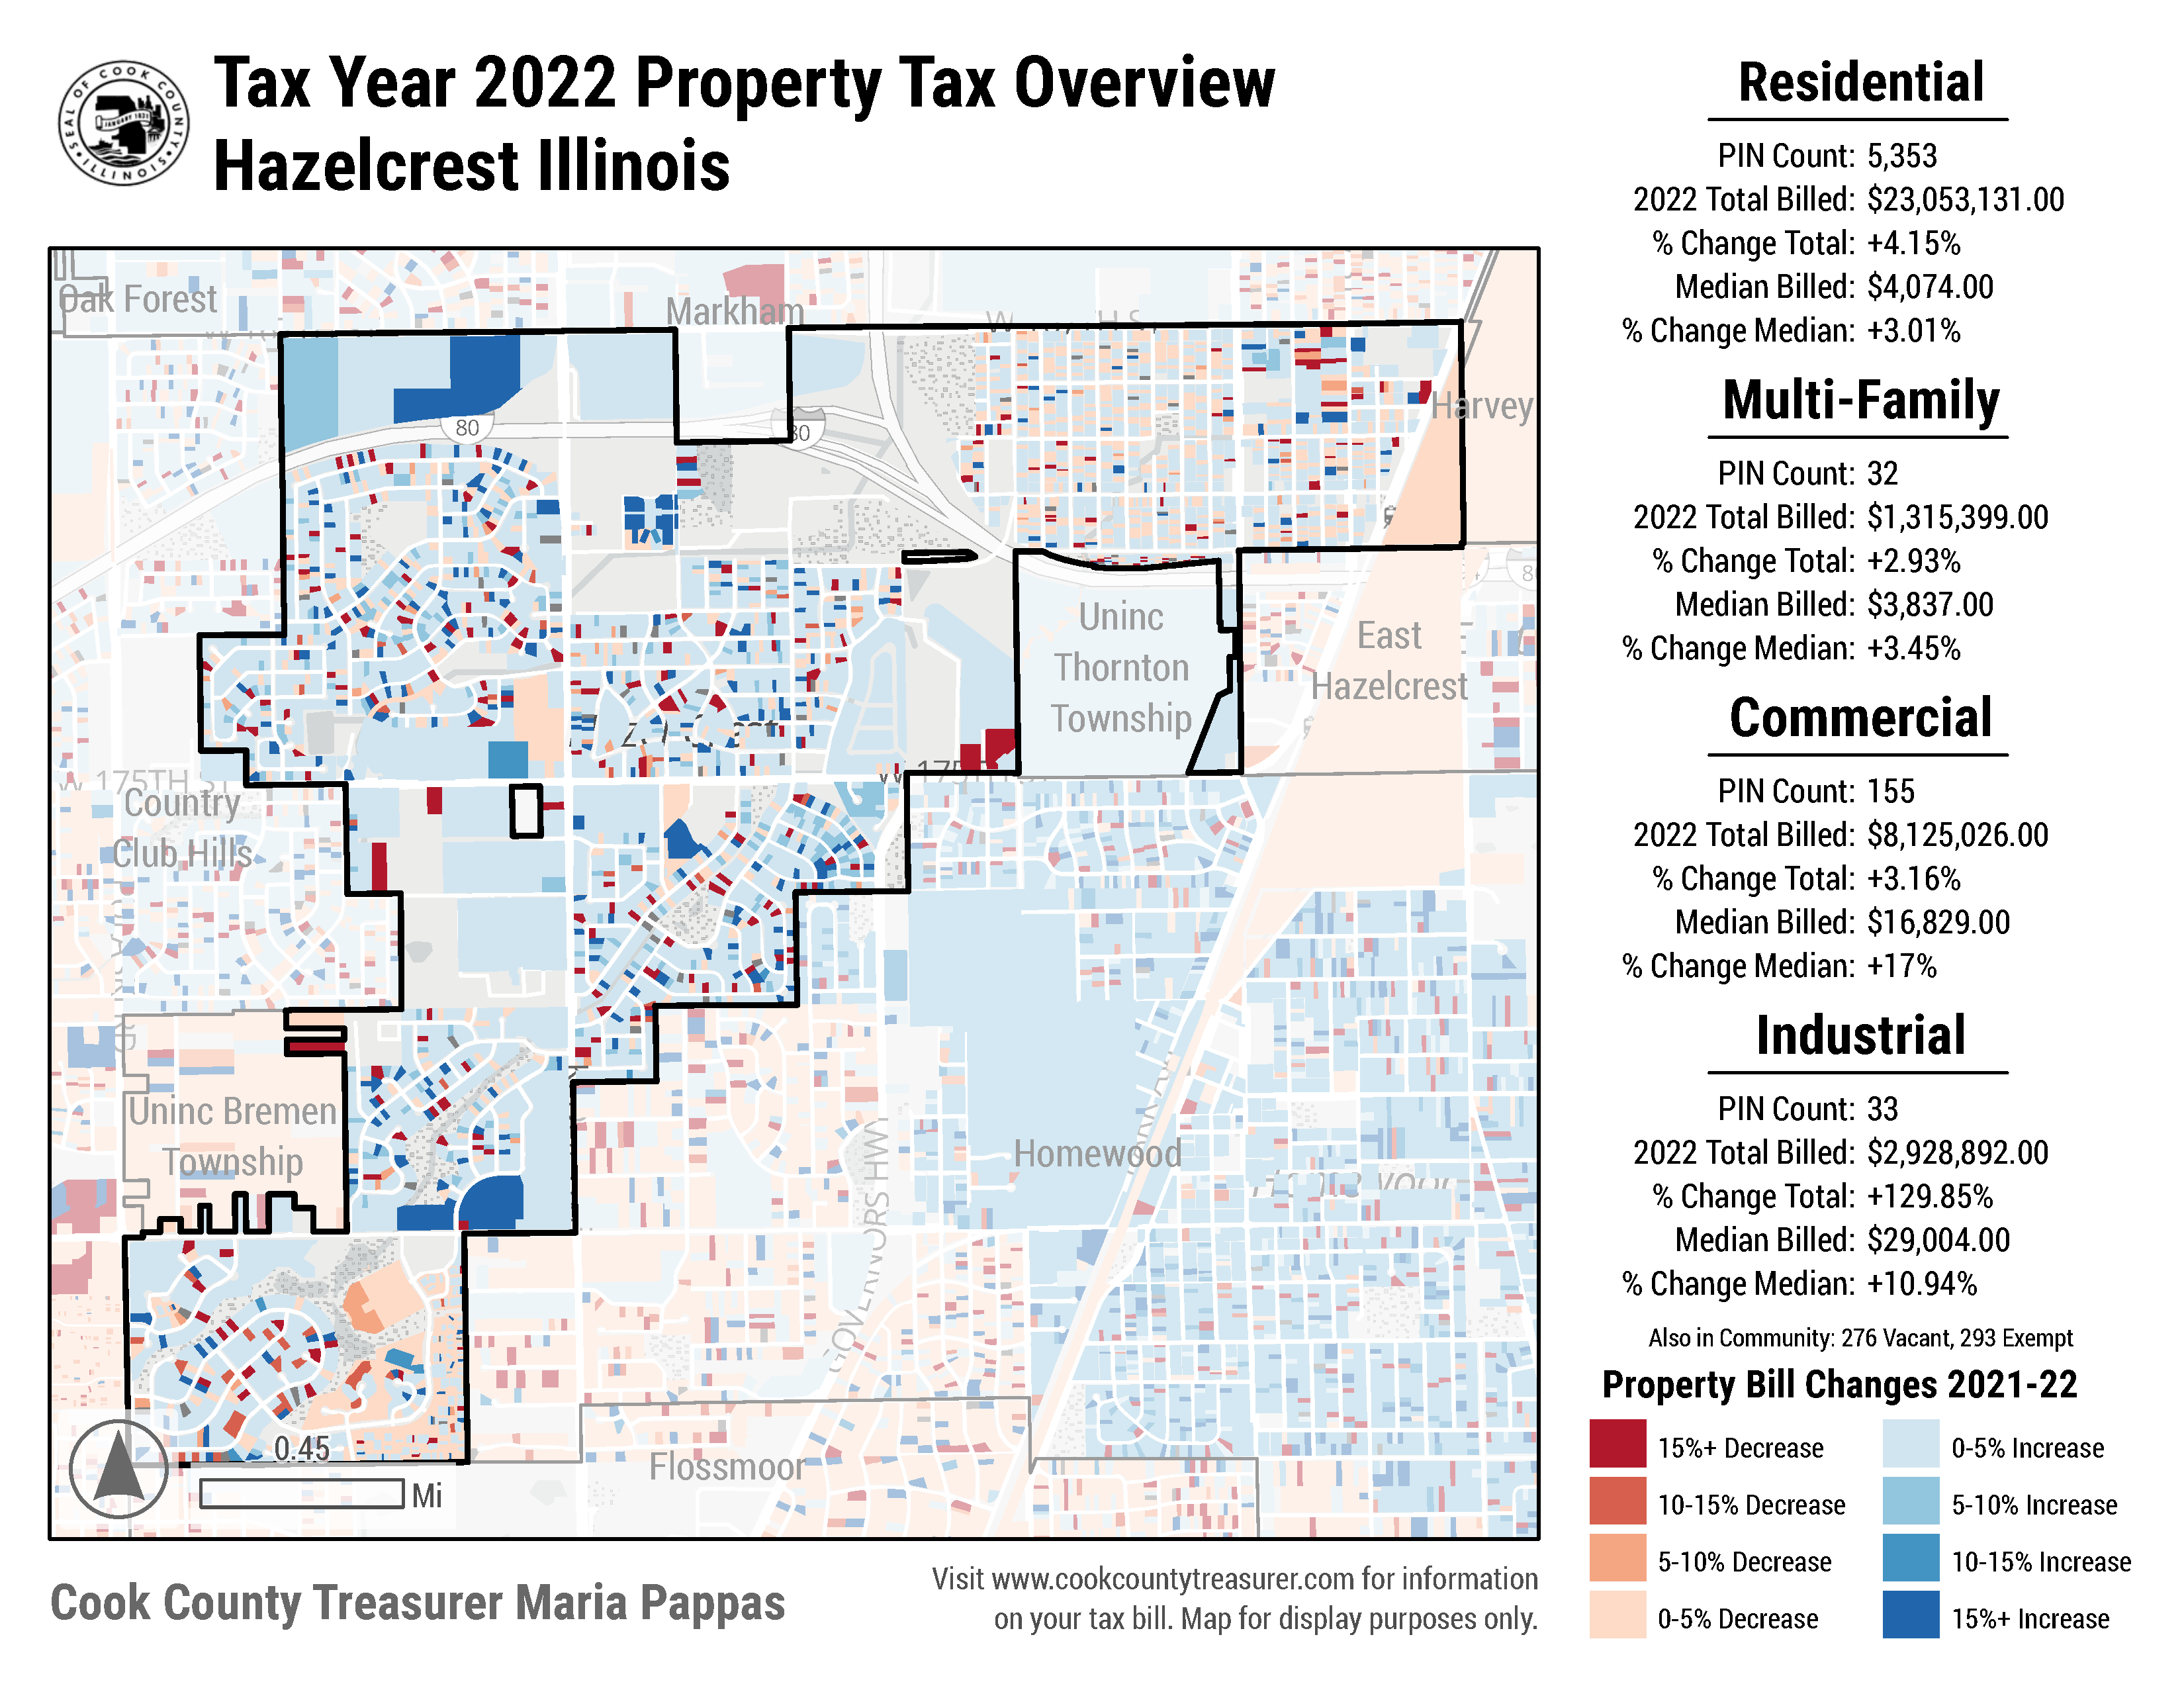 SEAL OF COOK COUNTY
ILLINOIS
JANUARY 1831
Tax Year 2022 Property Tax Overview
Hazelcrest Illinois
Oak Forest
Markham
Harvey
80
80
Uninc
Thornton
Township
East
Hazelcrest
W 175TH ST
Country
Club Hills
Uninc Bremen
Township
Homewood
GOVERNORS HWY
Flossmoor
0.45
Mi
Cook County Treasurer Maria Pappas
Visit www.cookcountytreasurer.com for information
on your tax bill. Map for display purposes only.
Residential
PIN Count: 5,353
2022 Total Billed: $23,053,131.00
% Change Total: +4.15%
Median Billed: $4,074.00
% Change Median: +3.01%
Multi-Family
PIN Count: 32
2022 Total Billed: $1,315,399.00
% Change Total: +2.93%
Median Billed: $3,837.00
% Change Median: +3.45%
Commercial
PIN Count: 155
2022 Total Billed: $8,125,026.00
% Change Total: +3.16%
Median Billed: $16,829.00
% Change Median: +17%
Industrial
PIN Count: 33
2022 Total Billed: $2,928,892.00
% Change Total: +129.85%
Median Billed: $29,004.00
% Change Median: +10.94%
Also in Community: 276 Vacant, 293 Exempt
Property Bill Changes 2021-22
15%+ Decrease
10-15% Decrease
5-10% Decrease
0-5% Decrease
0-5% Increase
5-10% Increase
10-15% Increase
15%+ Increase